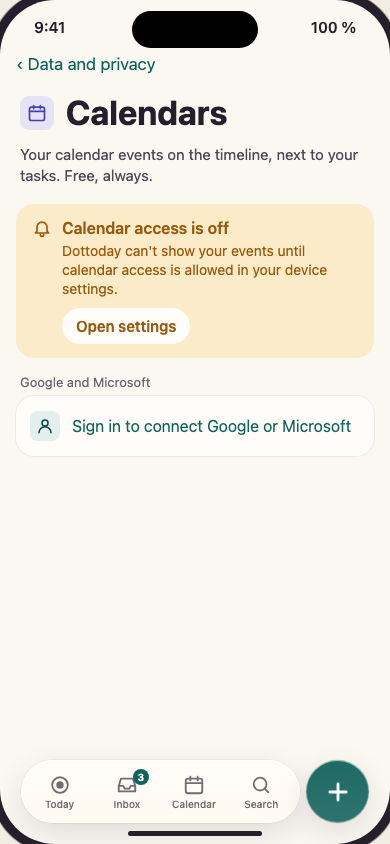 9:41
100 %
‹ Data and privacy
Calendars
Your calendar events on the timeline, next to your
tasks. Free, always.
Calendar access is off
Dottoday can't show your events until
calendar access is allowed in your device
settings.
Open settings
Google and Microsoft
Sign in to connect Google or Microsoft
3
Today
Inbox
Calendar
Search